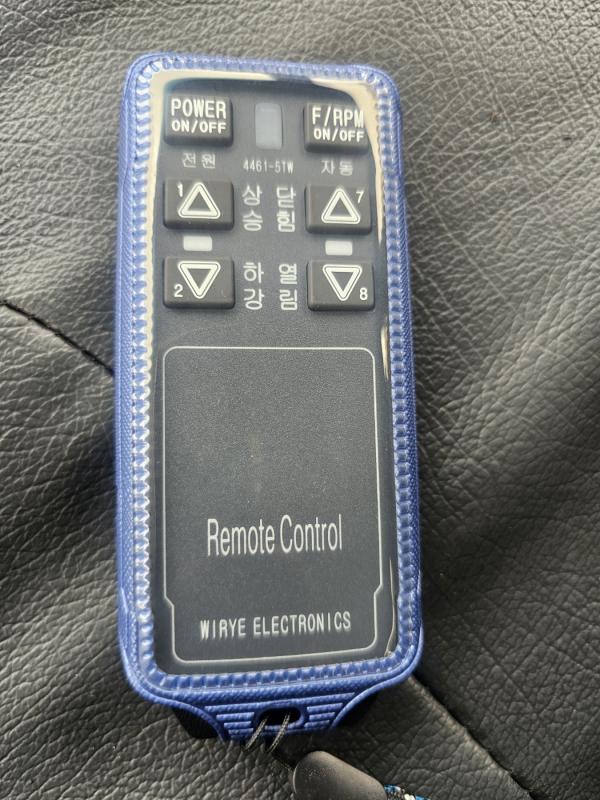 POWER
ON/OFF
F/RPM
ON/OFF
전원
4461-5TW
자동
1
상승
닫힘
7
2
하강
열림
8
Remote Control
WIRYE ELECTRONICS